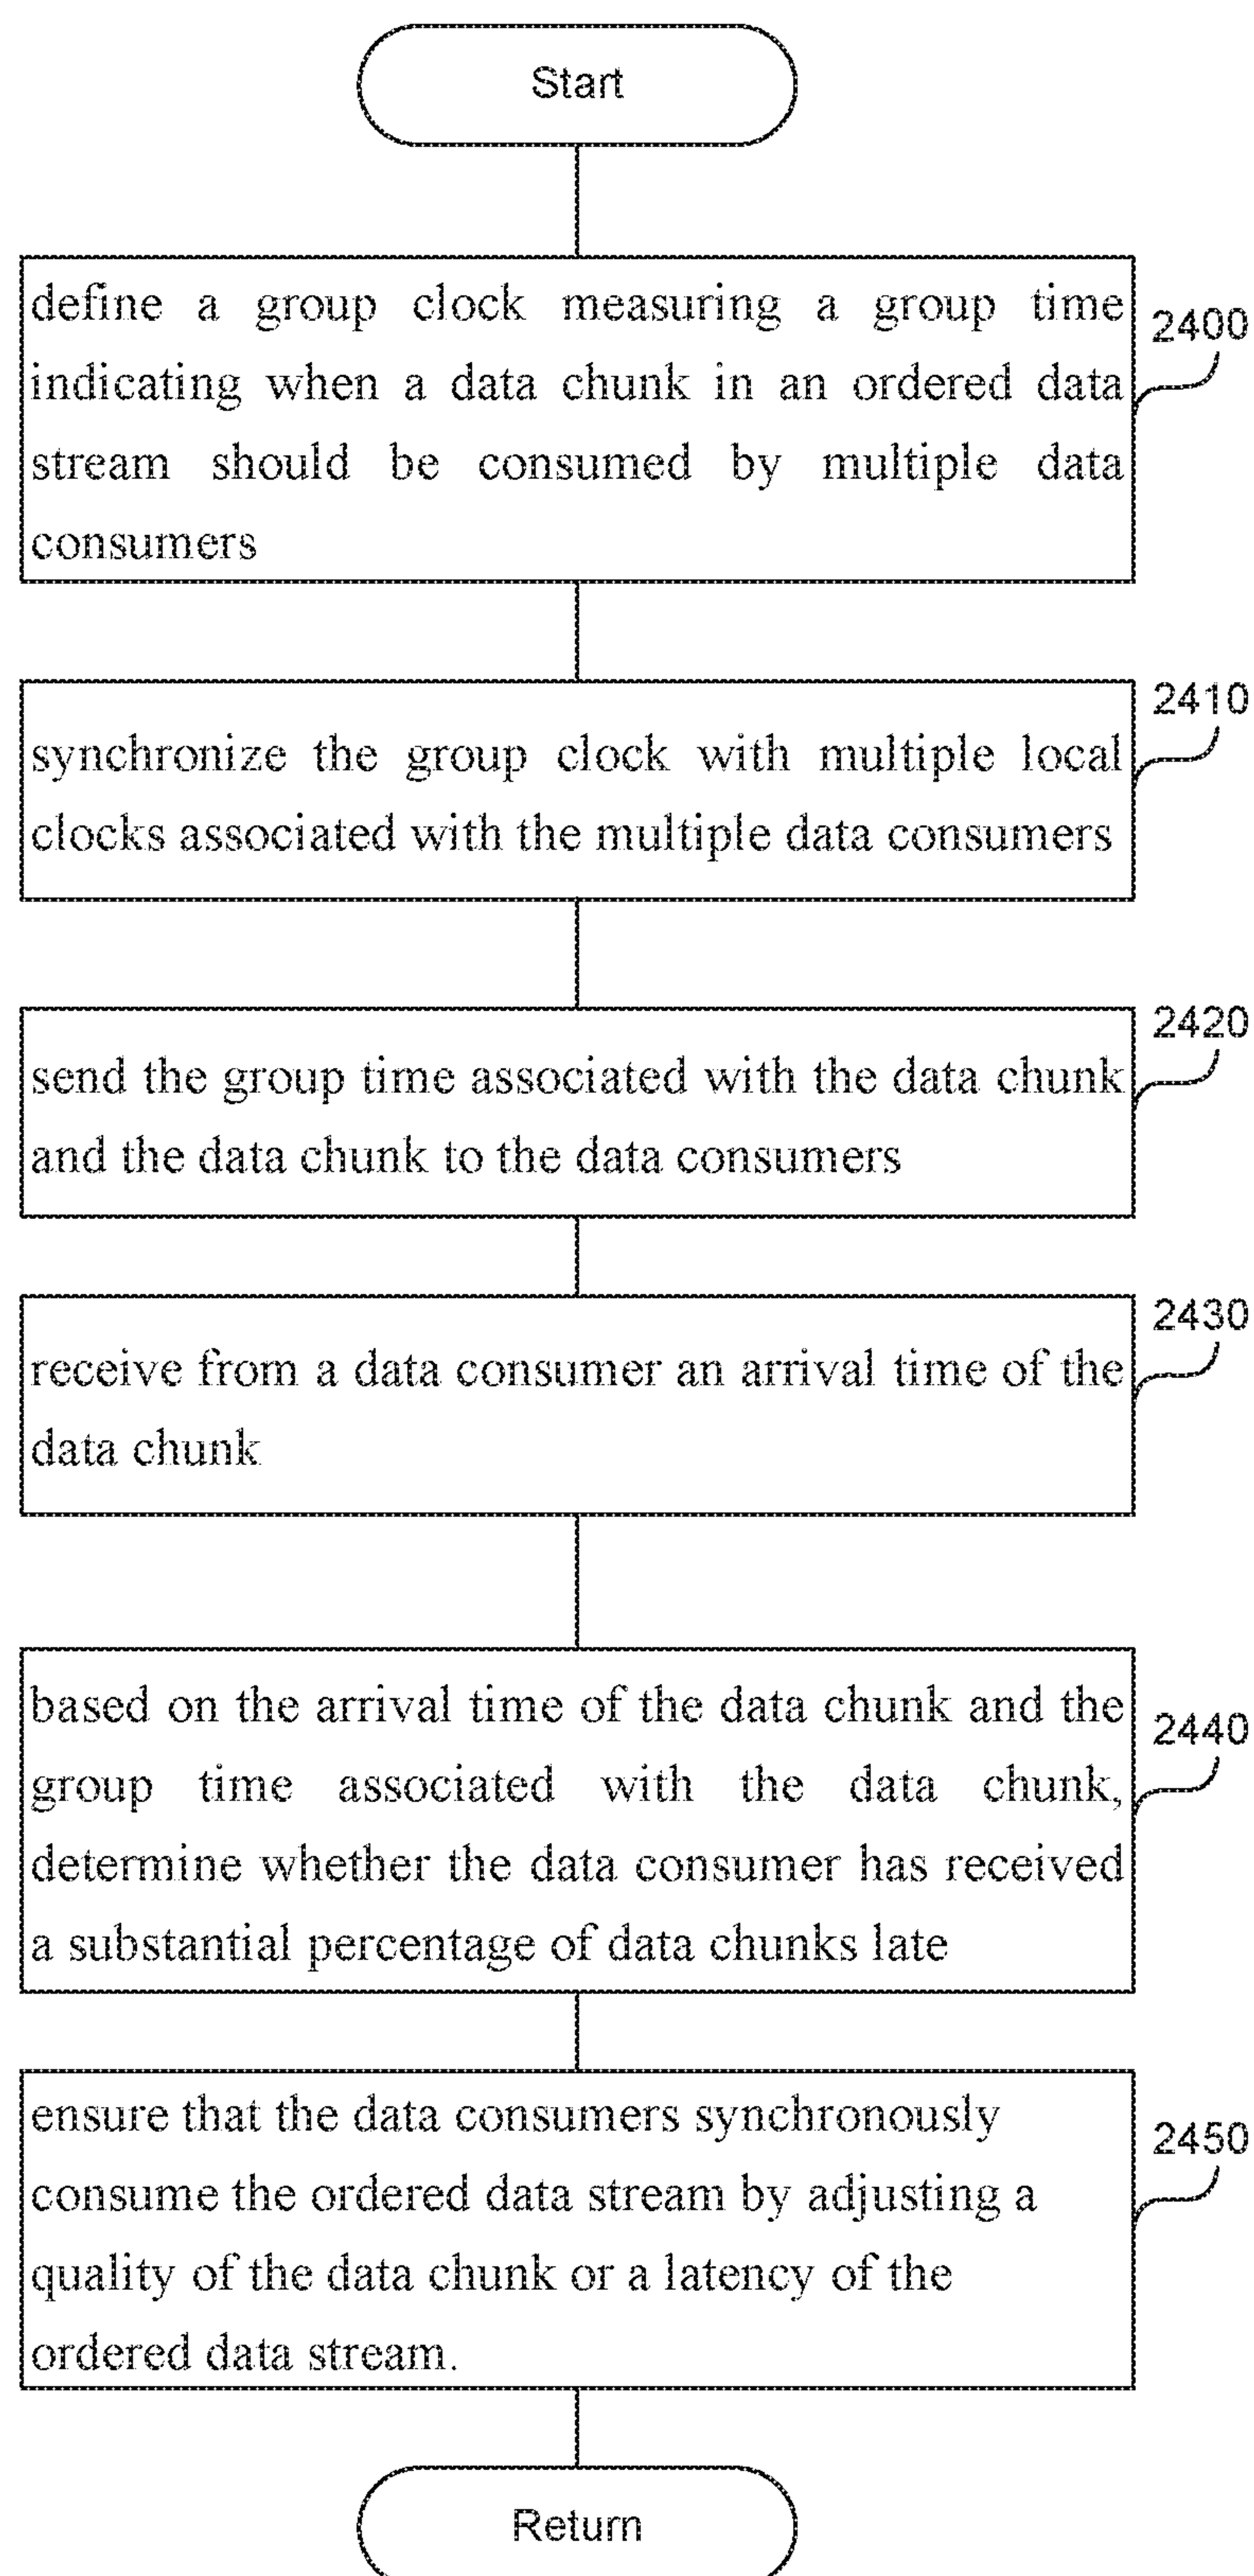 Start
define a group clock measuring a group time
2400
indicating when a data chunk in an ordered data
stream should be consumed by multiple data
consumers
2410
synchronize the group clock with multiple local
clocks associated with the multiple data consumers
2420
send the group time associated with the data chunk
and the data chunk to the data consumers
2430
receive from a data consumer an arrival time of the
data chunk
based on the arrival time of the data chunk and the
2440
group time associated with the data chunk,
determine whether the data consumer has received
a substantial percentage of data chunks late
ensure that the data consumers synchronously
2450
consume the ordered data stream by adjusting a
quality of the data chunk or a latency of the
ordered data stream.
Return